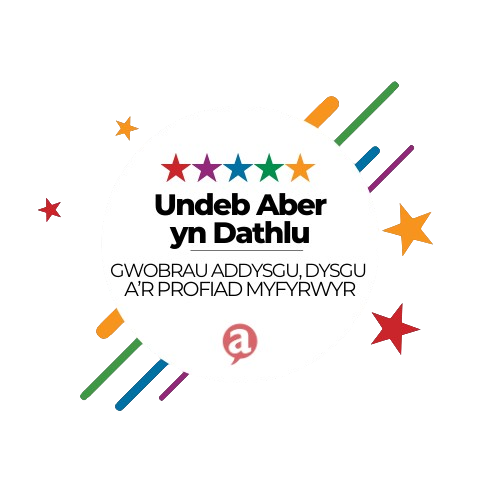 Undeb Aber
yn Dathlu
GWOBRAU ADDYSGU, DYSGU
A'R PROFIAD MYFYRWYR
a